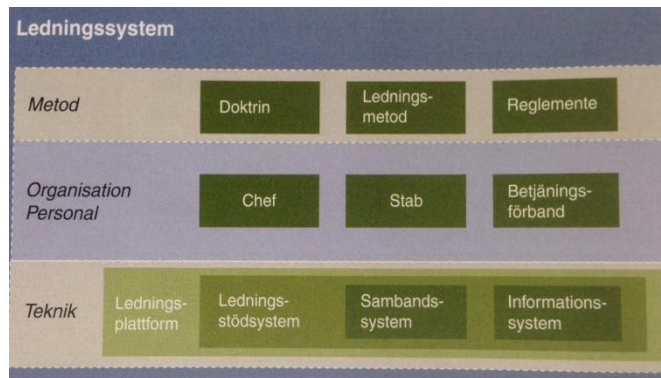 Ledningssystem
Metod
Doktrin
Lednings-
metod
Reglemente
Organisation
Personal
Chef
Stab
Betjänings-
förband
Teknik
Lednings-
plattform
Lednings-
stödsystem
Sambands-
system
Informations-
system